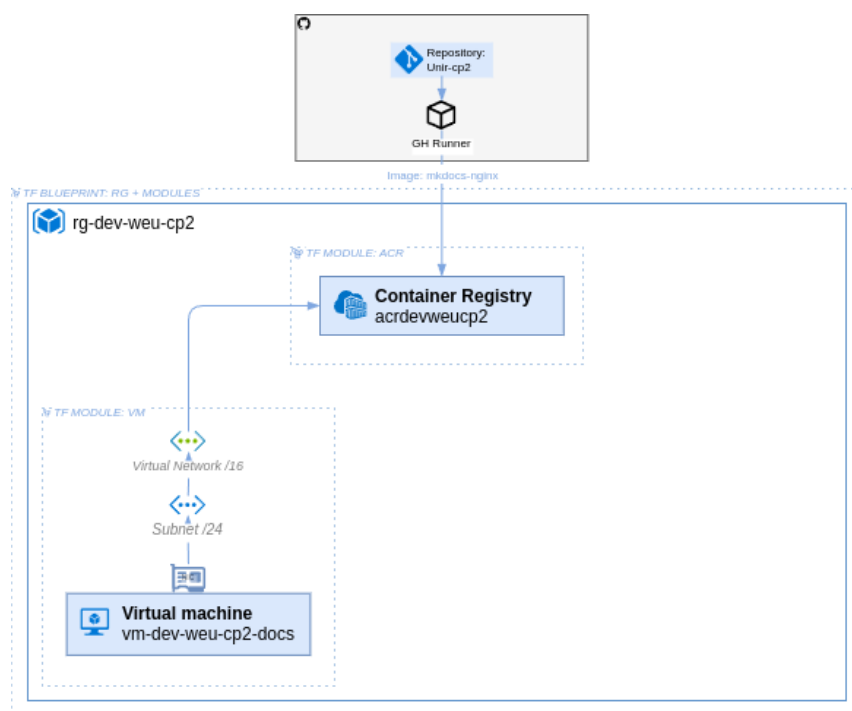 Repository:
Unir-cp2
GH Runner
Image: mkdocs-nginx
TF BLUEPRINT: RG + MODULES
rg-dev-weu-cp2
TF MODULE: ACR
Container Registry
acrdevweucp2
TF MODULE: VM
Virtual Network /16
Subnet /24
Virtual machine
vm-dev-weu-cp2-docs